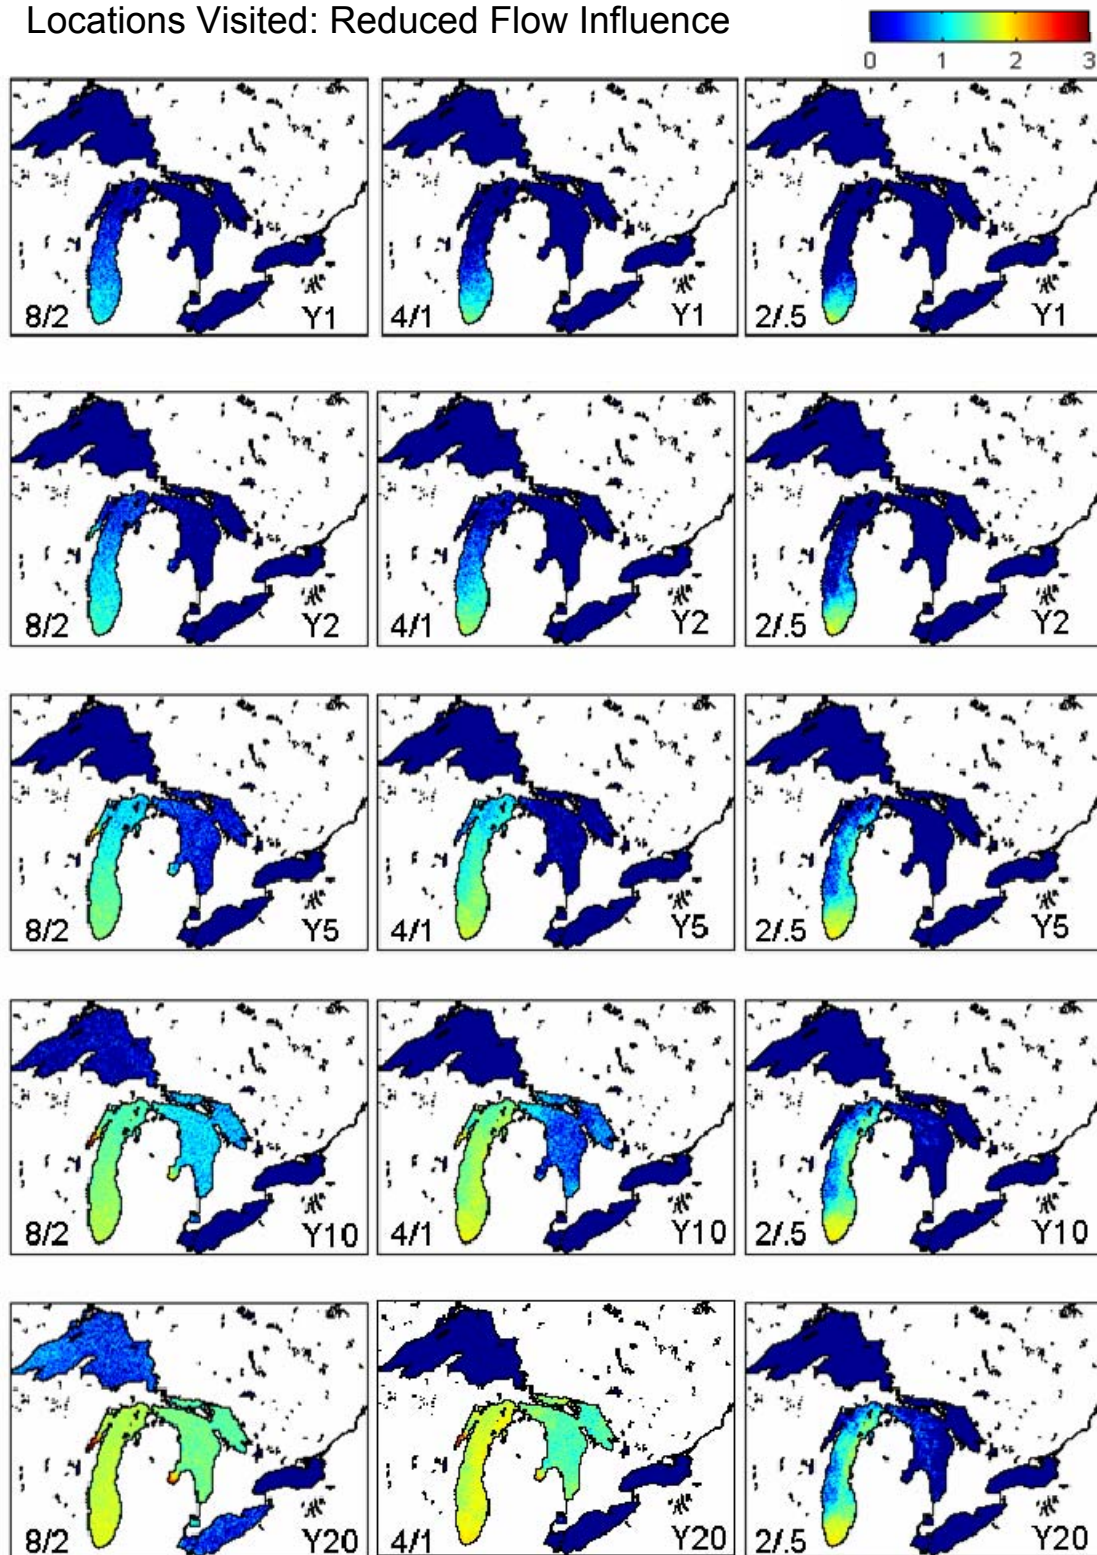 Locations Visited: Reduced Flow Influence
0 1 2 3
8/2 Y1 4/1 Y1 2/.5 Y1
8/2 Y2 4/1 Y2 2/.5 Y2
8/2 Y5 4/1 Y5 2/.5 Y5
8/2 Y10 4/1 Y10 2/.5 Y10
8/2 Y20 4/1 Y20 2/.5 Y20